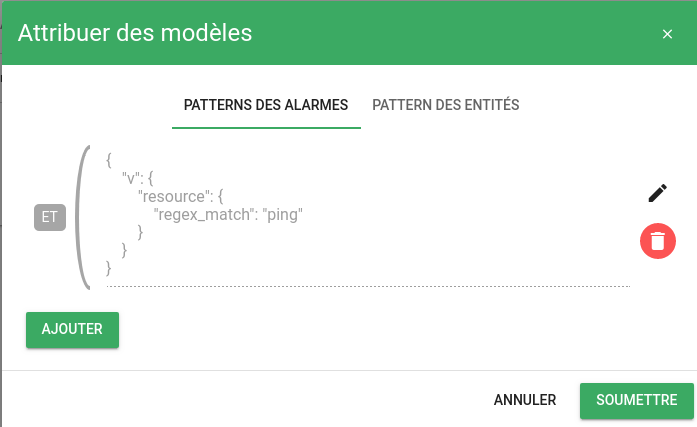 Attribuer des modèles
PATTERNS DES ALARMES PATTERN DES ENTITÉS
{
"v": {
"resource": {
ET
"regex_match": "ping"
}
}
}
AJOUTER
ANNULER SOUMETTRE